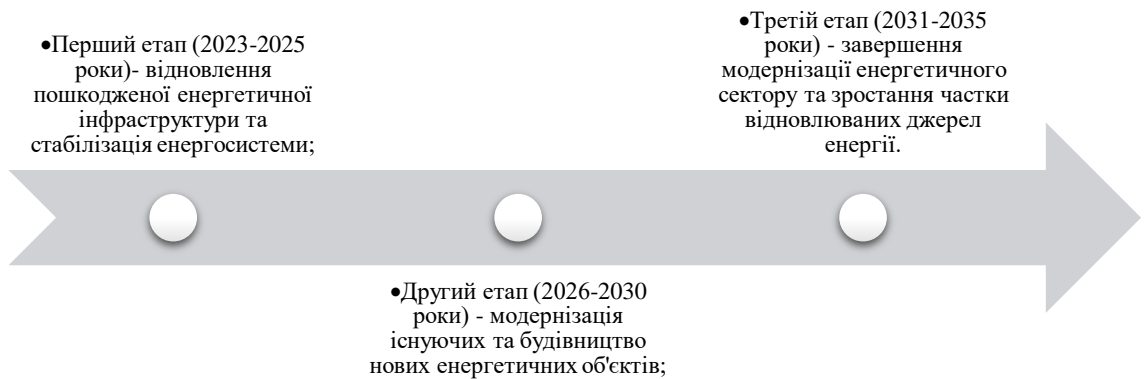 •Перший етап (2023-2025
роки)- відновлення
пошкодженої енергетичної
інфраструктури та
стабілізація енергосистеми;
•Другий етап (2026-2030
роки) - модернізація
існуючих та будівництво
нових енергетичних об'єктів;
•Третій етап (2031-2035
роки) - завершення
модернізації енергетичного
сектору та зростання частки
відновлюваних джерел
енергії.